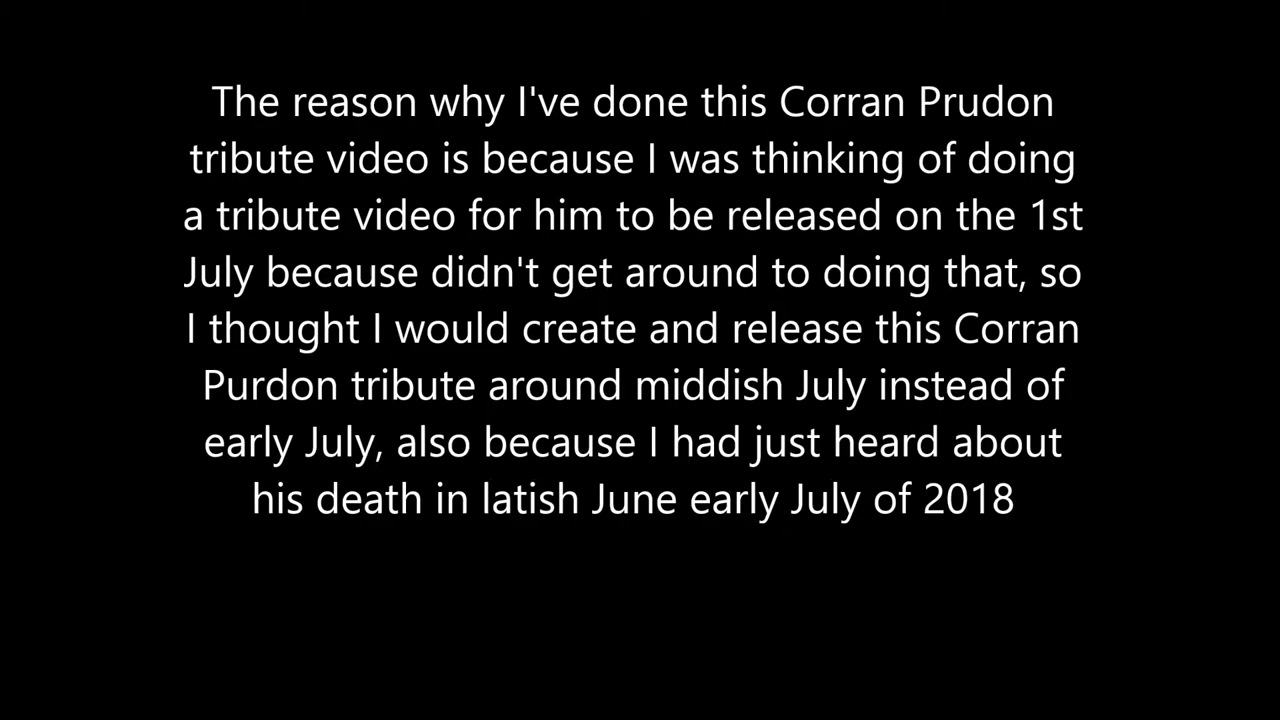 The reason why I've done this Corran Prudon
tribute video is because I was thinking of doing
a tribute video for him to be released on the 1st
July because didn't get around to doing that, so
I thought I would create and release this Corran
Purdon tribute around middish July instead of
early July, also because I had just heard about
his death in latish June early July of 2018